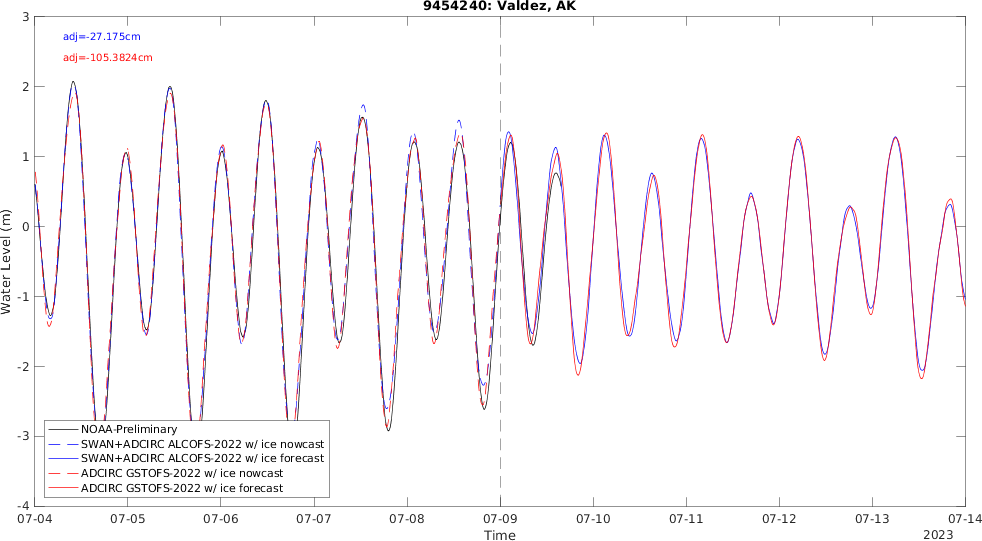 9454240: Valdez, AK
adj=-27.175cm
adj=-105.3824cm
Water Level (m)
3
2
1
0
-1
-2
-3
-4
NOAA-Preliminary
SWAN+ADCIRC ALCOFS-2022 w/ ice nowcast
SWAN+ADCIRC ALCOFS-2022 w/ ice forecast
ADCIRC GSTOFS-2022 w/ ice nowcast
ADCIRC GSTOFS-2022 w/ ice forecast
07-04 07-05 07-06 07-07 07-08 07-09 07-10 07-11 07-12 07-13 07-14
Time
2023